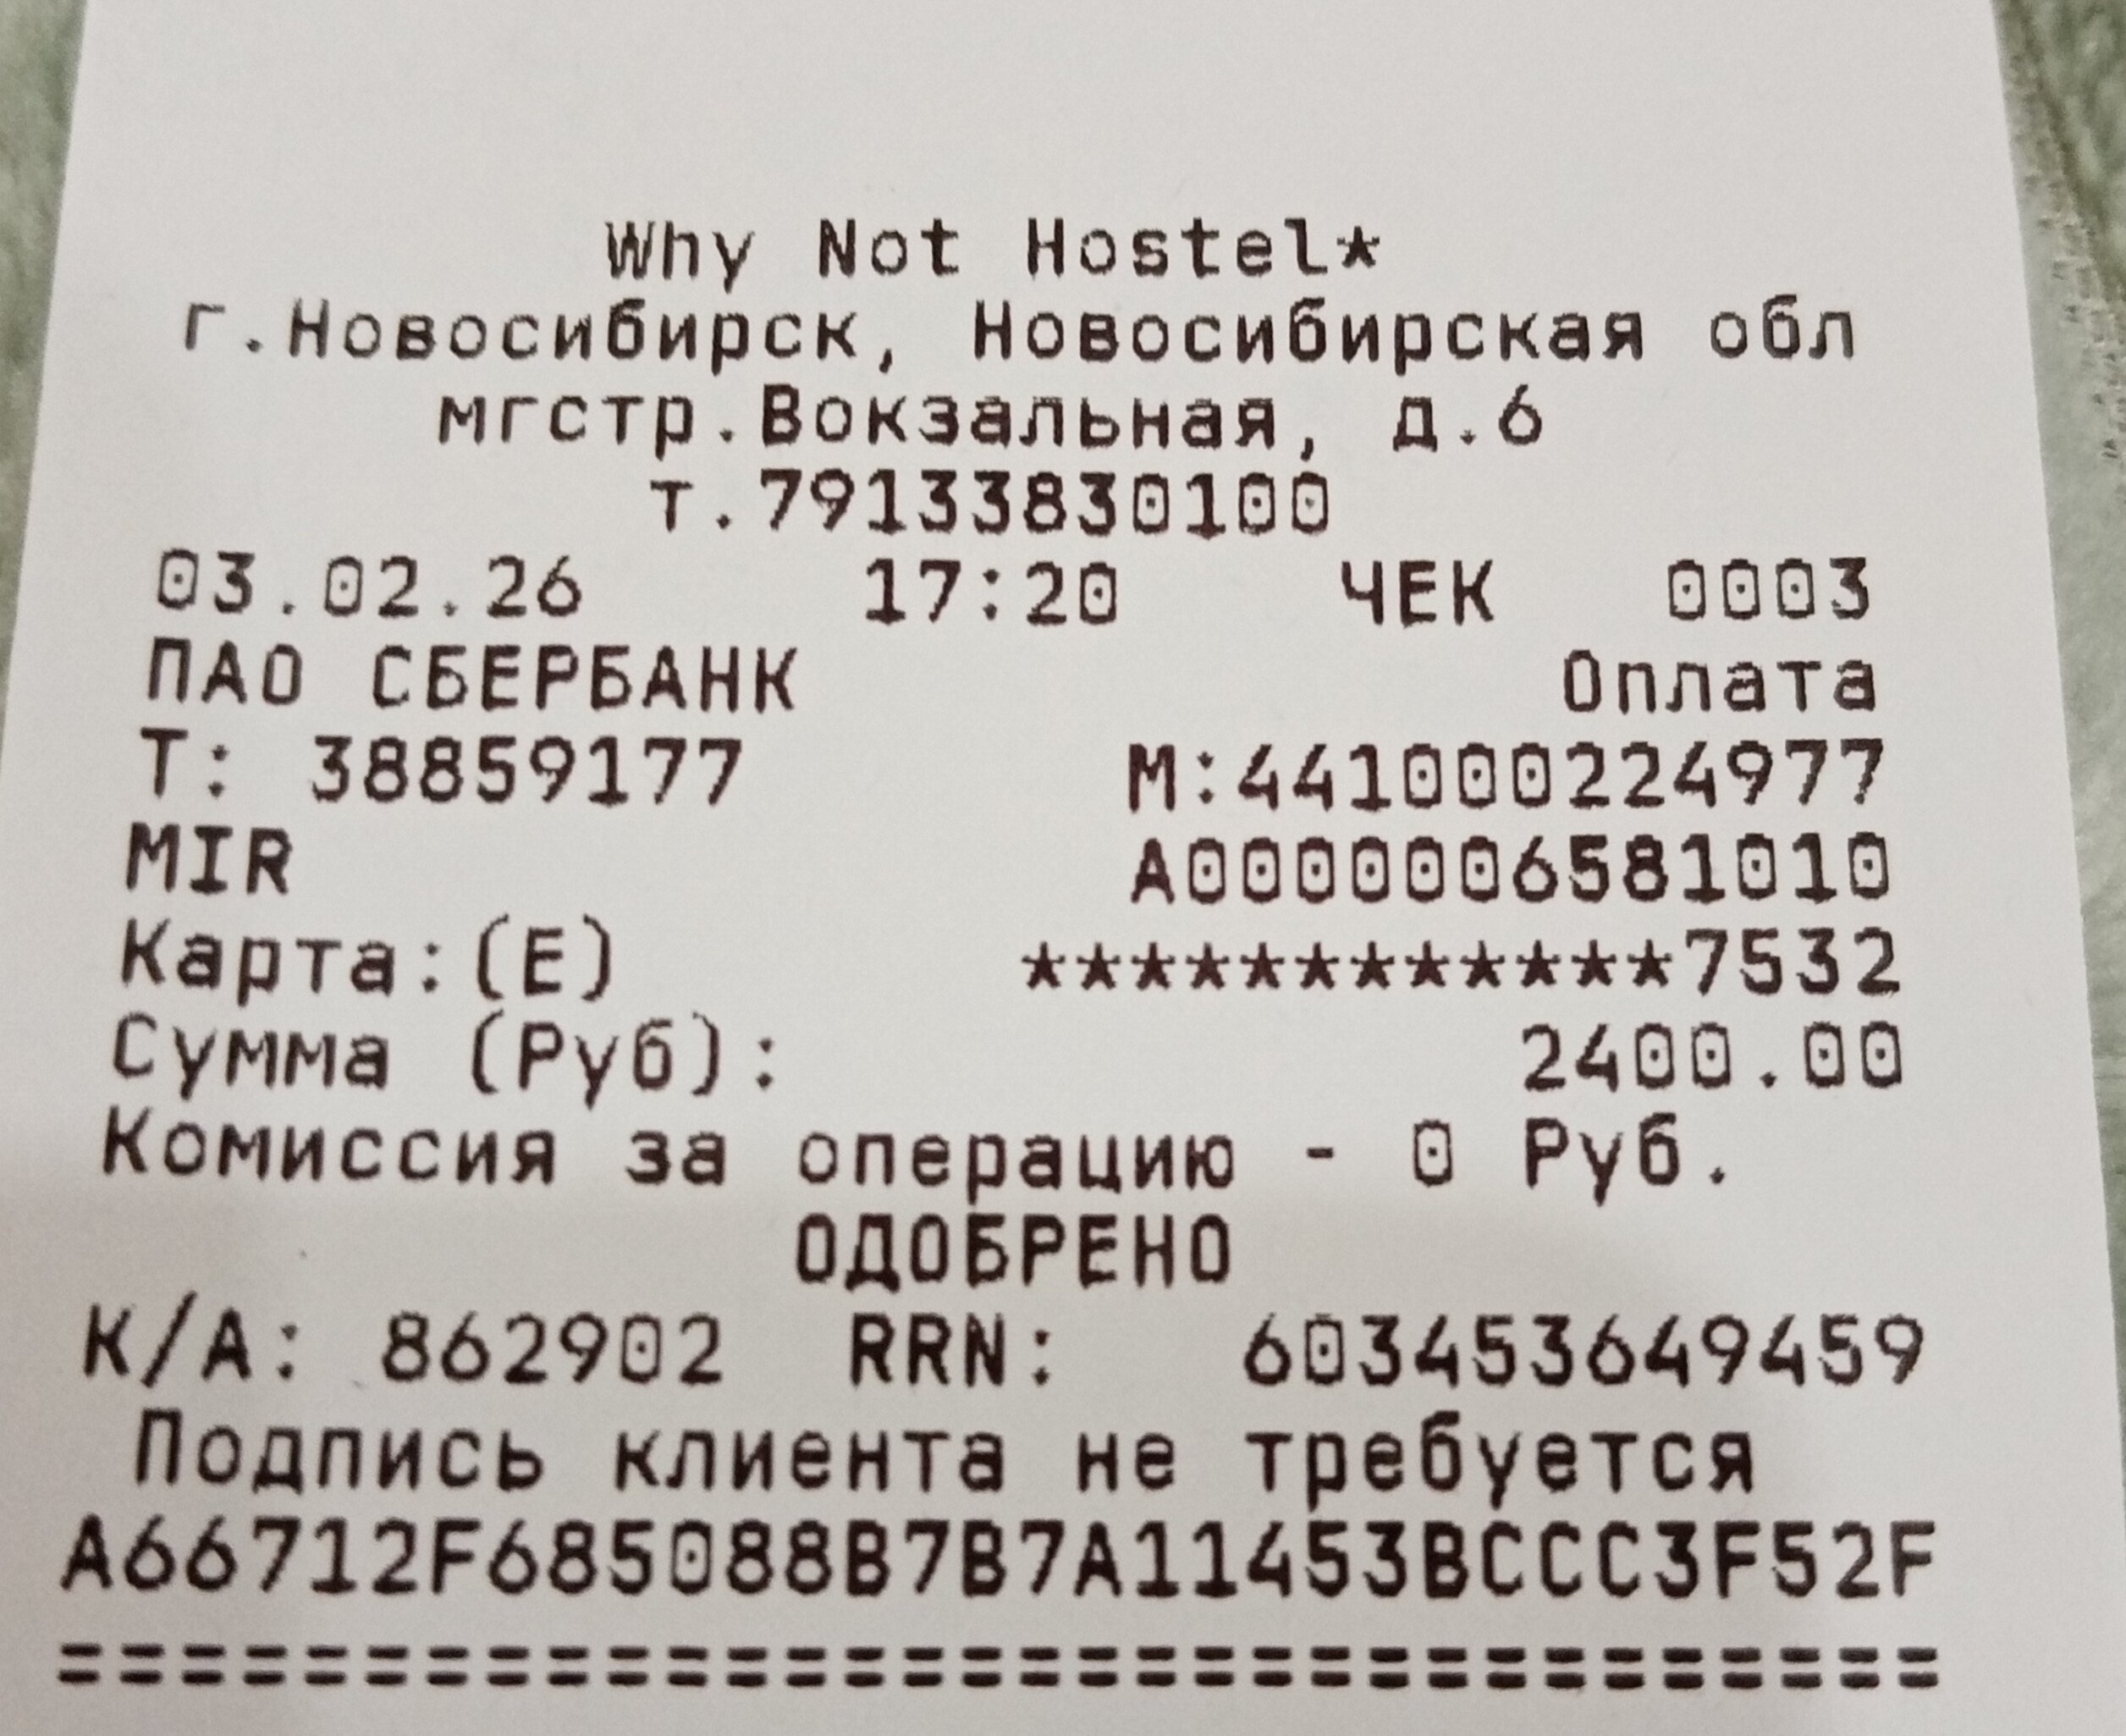 Why Not Hostel*
г.Новосибирск, Новосибирская обл
мгстр.Вокзальная, д.6
т.79133830100
03.02.26 17:20 ЧЕК 0003
ПАО СБЕРБАНК Оплата
Т: 38859177 М:441000224977
MIR A0000006581010
Карта:(E) ************7532
Сумма (Руб): 2400.00
Комиссия за операцию - 0 Руб.
ОДОБРЕНО
К/А: 862902 RRN: 603453649459
Подпись клиента не требуется
A66712F685088B7B7A11453BCCC3F52F
================================